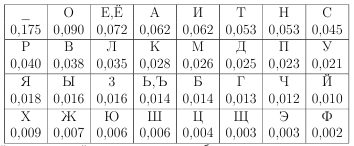 _ О Е,Ё А И Т Н С
0,175 0,090 0,072 0,062 0,062 0,053 0,053 0,045
Р В Л К М Д П У
0,040 0,038 0,035 0,028 0,026 0,025 0,023 0,021
Я Ы З Ь,Ъ Б Г Ч Й
0,018 0,016 0,016 0,014 0,014 0,013 0,012 0,010
Х Ж Ю Ш Ц Щ Э Ф
0,009 0,007 0,006 0,006 0,004 0,003 0,003 0,002